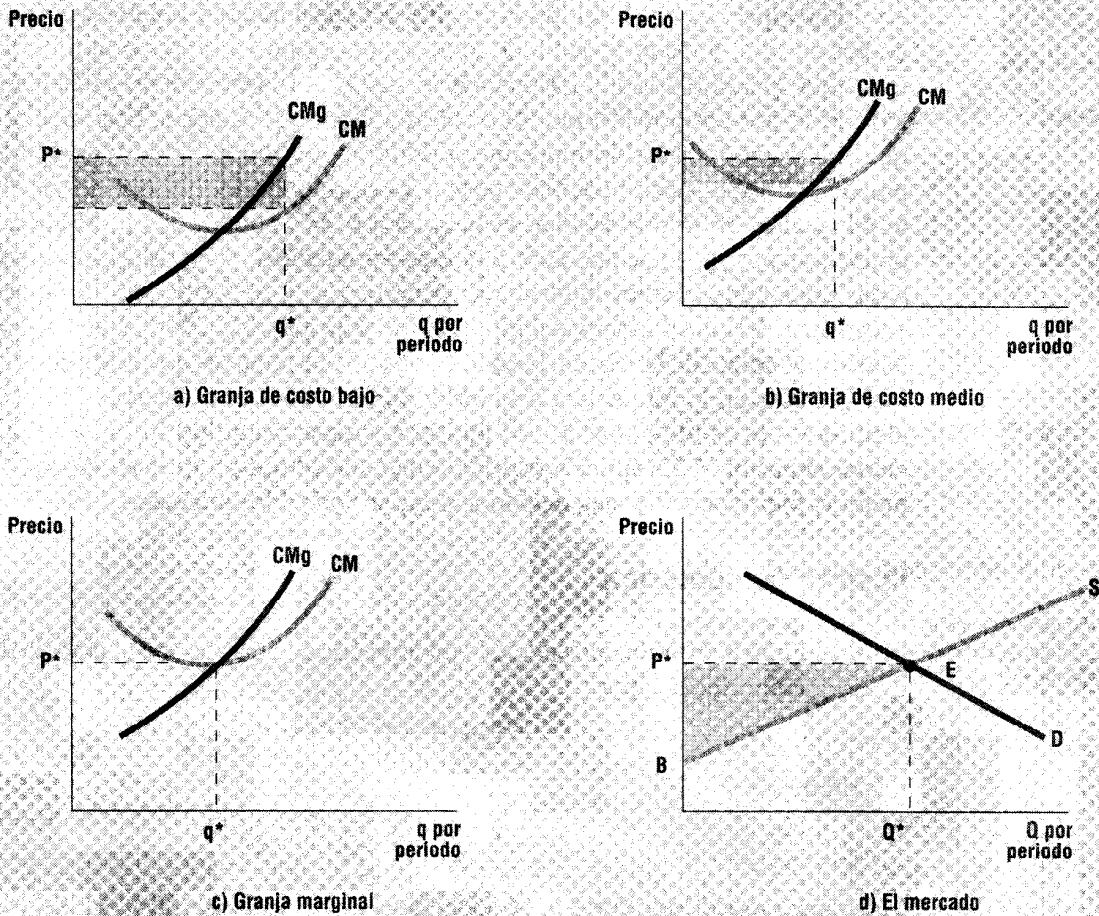 Precio
CMg
CM
P*
q*
q por
periodo
a) Granja de costo bajo
Precio
CMg
CM
P*
q*
q por
periodo
b) Granja de costo medio
Precio
CMg
CM
P*
q*
q por
periodo
c) Granja marginal
Precio
S
P*
E
B
D
Q*
Q por
periodo
d) El mercado